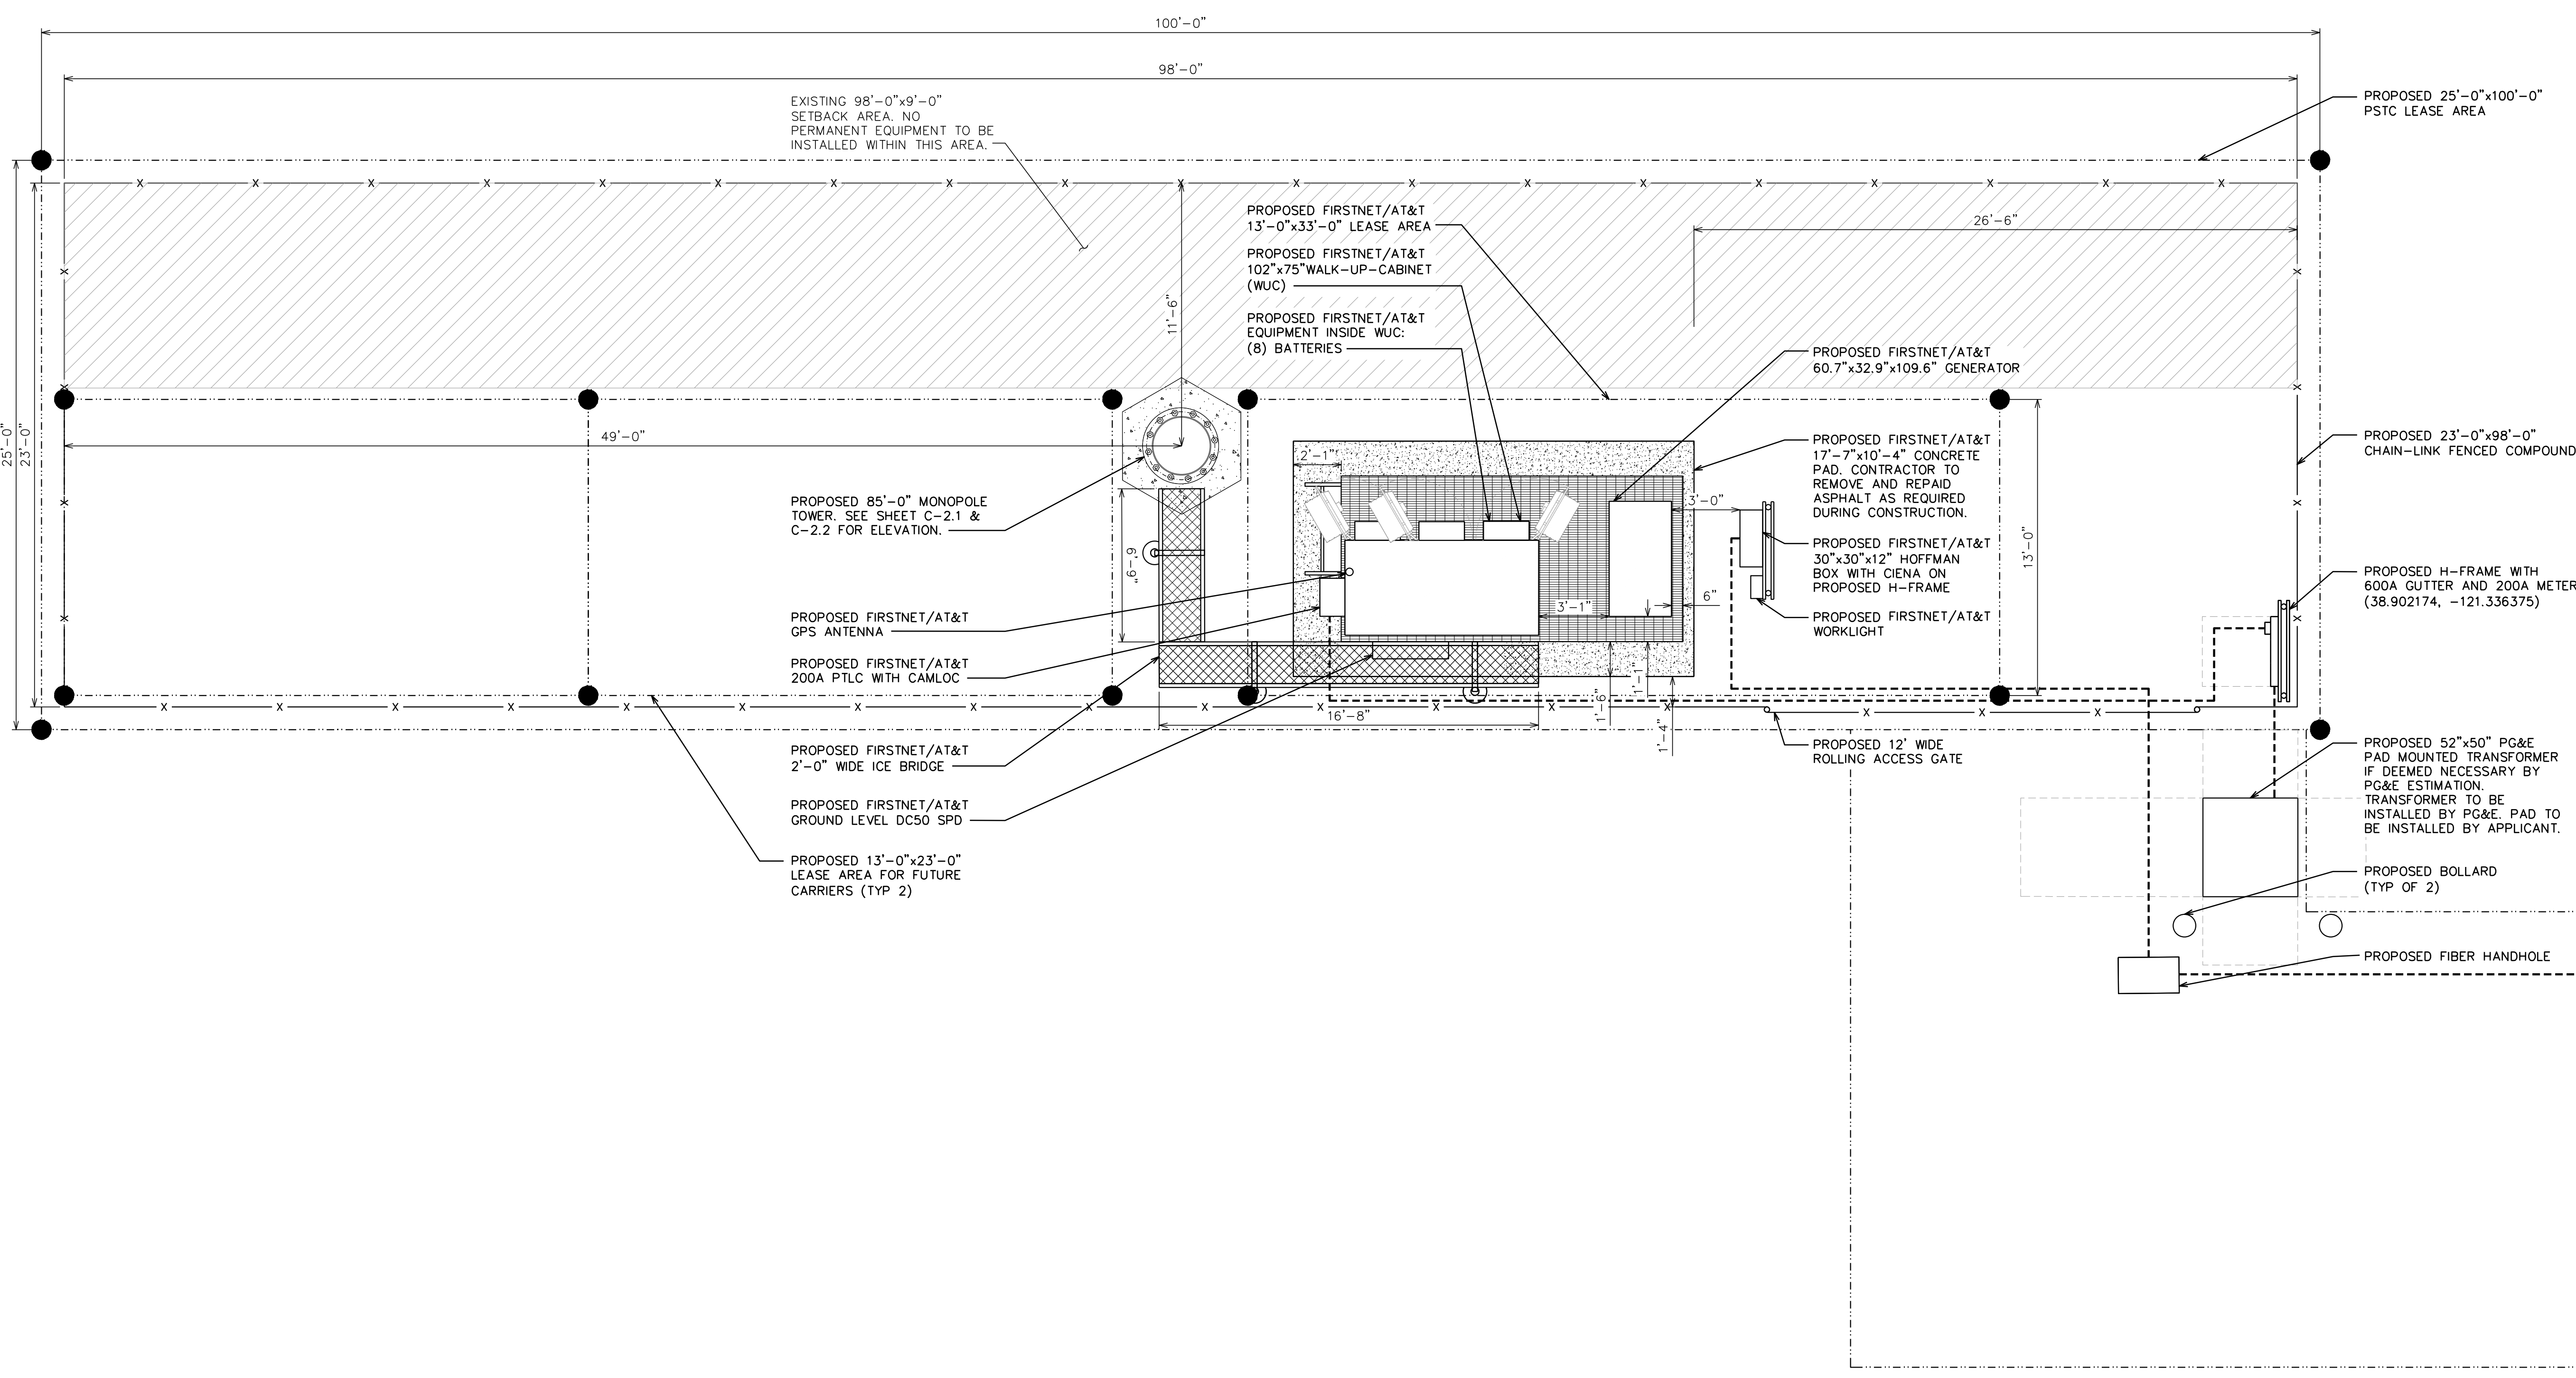 100'-0"
98'-0"
EXISTING 98'-0"x9'-0"
SETBACK AREA. NO
PERMANENT EQUIPMENT TO BE
INSTALLED WITHIN THIS AREA.
PROPOSED 25'-0"x100'-0"
PSTC LEASE AREA
PROPOSED FIRSTNET/AT&T
13'-0"x33'-0" LEASE AREA
26'-6"
PROPOSED FIRSTNET/AT&T
102"x75"WALK-UP-CABINET
(WUC)
11'-6"
PROPOSED FIRSTNET/AT&T
EQUIPMENT INSIDE WUC:
(8) BATTERIES
PROPOSED FIRSTNET/AT&T
60.7"x32.9"x109.6" GENERATOR
25'-0"
23'-0"
49'-0"
2'-1"
PROPOSED FIRSTNET/AT&T
17'-7"x10'-4" CONCRETE
PAD. CONTRACTOR TO
REMOVE AND REPAID
ASPHALT AS REQUIRED
DURING CONSTRUCTION.
PROPOSED 23'-0"x98'-0"
CHAIN-LINK FENCED COMPOUND
PROPOSED 85'-0" MONOPOLE
TOWER. SEE SHEET C-2.1 &
C-2.2 FOR ELEVATION.
3'-0"
13'-0"
6'-9"
PROPOSED FIRSTNET/AT&T
30"x30"x12" HOFFMAN
BOX WITH CIENA ON
PROPOSED H-FRAME
PROPOSED H-FRAME WITH
600A GUTTER AND 200A METER
(38.902174, -121.336375)
3'-1"
6"
PROPOSED FIRSTNET/AT&T
GPS ANTENNA
PROPOSED FIRSTNET/AT&T
WORKLIGHT
PROPOSED FIRSTNET/AT&T
200A PTLC WITH CAMLOC
1'-1"
1'-6"
16'-8"
1'-4"
PROPOSED FIRSTNET/AT&T
2'-0" WIDE ICE BRIDGE
PROPOSED 12' WIDE
ROLLING ACCESS GATE
PROPOSED 52"x50" PG&E
PAD MOUNTED TRANSFORMER
IF DEEMED NECESSARY BY
PG&E ESTIMATION.
TRANSFORMER TO BE
INSTALLED BY PG&E. PAD TO
BE INSTALLED BY APPLICANT.
PROPOSED FIRSTNET/AT&T
GROUND LEVEL DC50 SPD
PROPOSED 13'-0"x23'-0"
LEASE AREA FOR FUTURE
CARRIERS (TYP 2)
PROPOSED BOLLARD
(TYP OF 2)
PROPOSED FIBER HANDHOLE